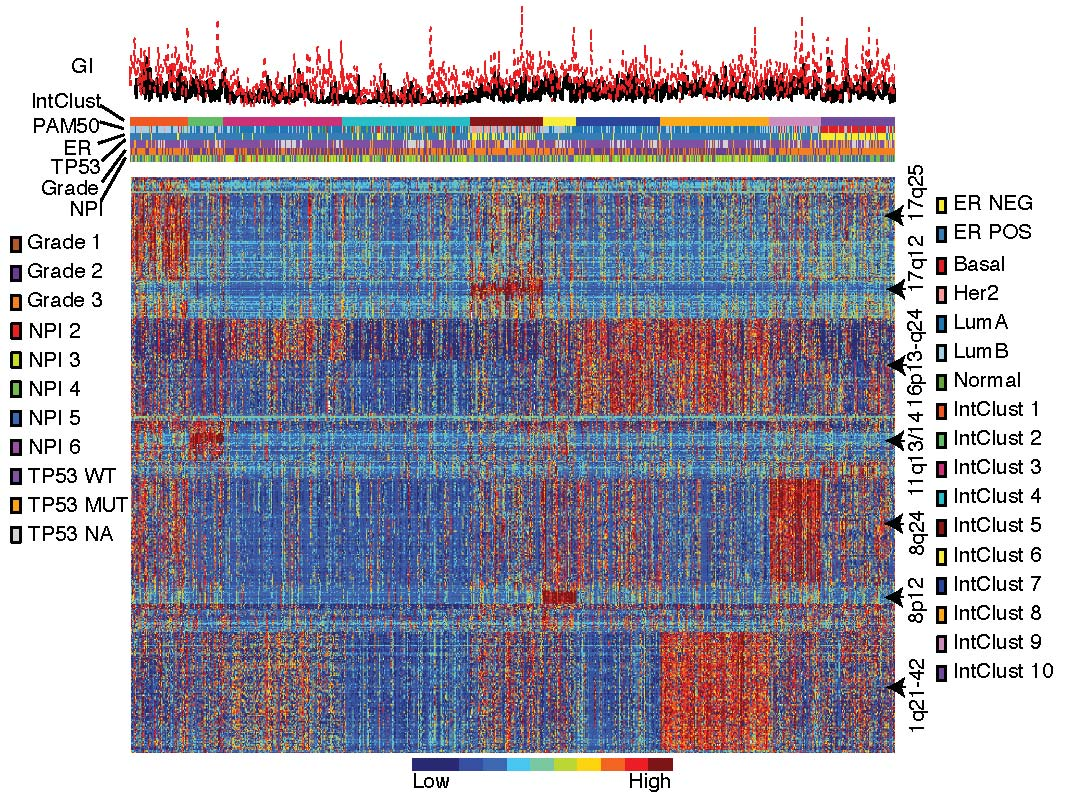 GI
IntClust
PAM50
ER
TP53
Grade
NPI
Grade 1
Grade 2
Grade 3
NPI 2
NPI 3
NPI 4
NPI 5
NPI 6
TP53 WT
TP53 MUT
TP53 NA
17q25
17q12
16p13-q24
11q13/14
8q24
8p12
1q21-42
ER NEG
ER POS
Basal
Her2
LumA
LumB
Normal
IntClust 1
IntClust 2
IntClust 3
IntClust 4
IntClust 5
IntClust 6
IntClust 7
IntClust 8
IntClust 9
IntClust 10
Low High